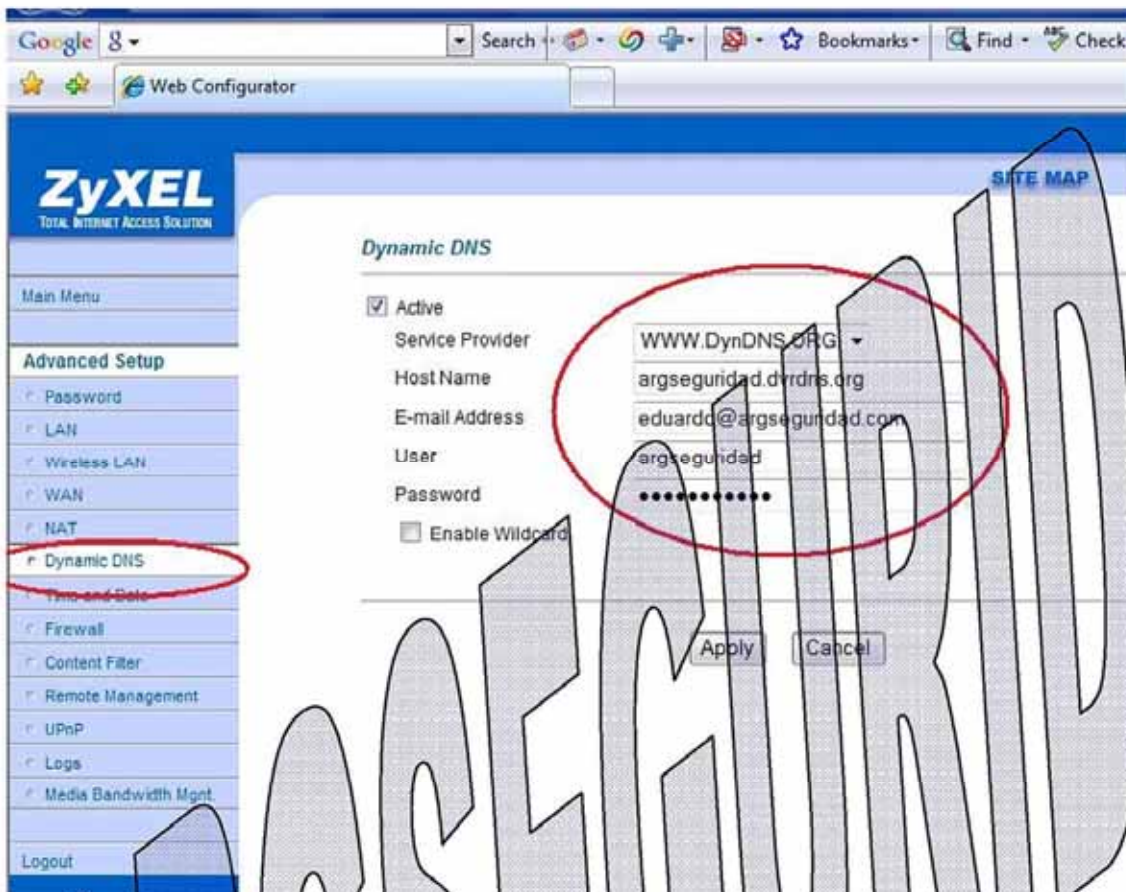 Google
Search
Bookmarks
Find
Check
Web Configurator
ZyXEL
TOTAL INTERNET ACCESS SOLUTION
SITE MAP
Main Menu
Advanced Setup
Password
LAN
Wireless LAN
WAN
NAT
Dynamic DNS
Time and Date
Firewall
Content Filter
Remote Management
UPnP
Logs
Media Bandwidth Mgnt.
Logout
Dynamic DNS
Active
Service Provider WWW.DynDNS.ORG
Host Name argseguridad.dvrdns.org
E-mail Address eduardo@argseguridad.com
User argseguridad
Password •••••••••••
Enable Wildcard
Apply Cancel